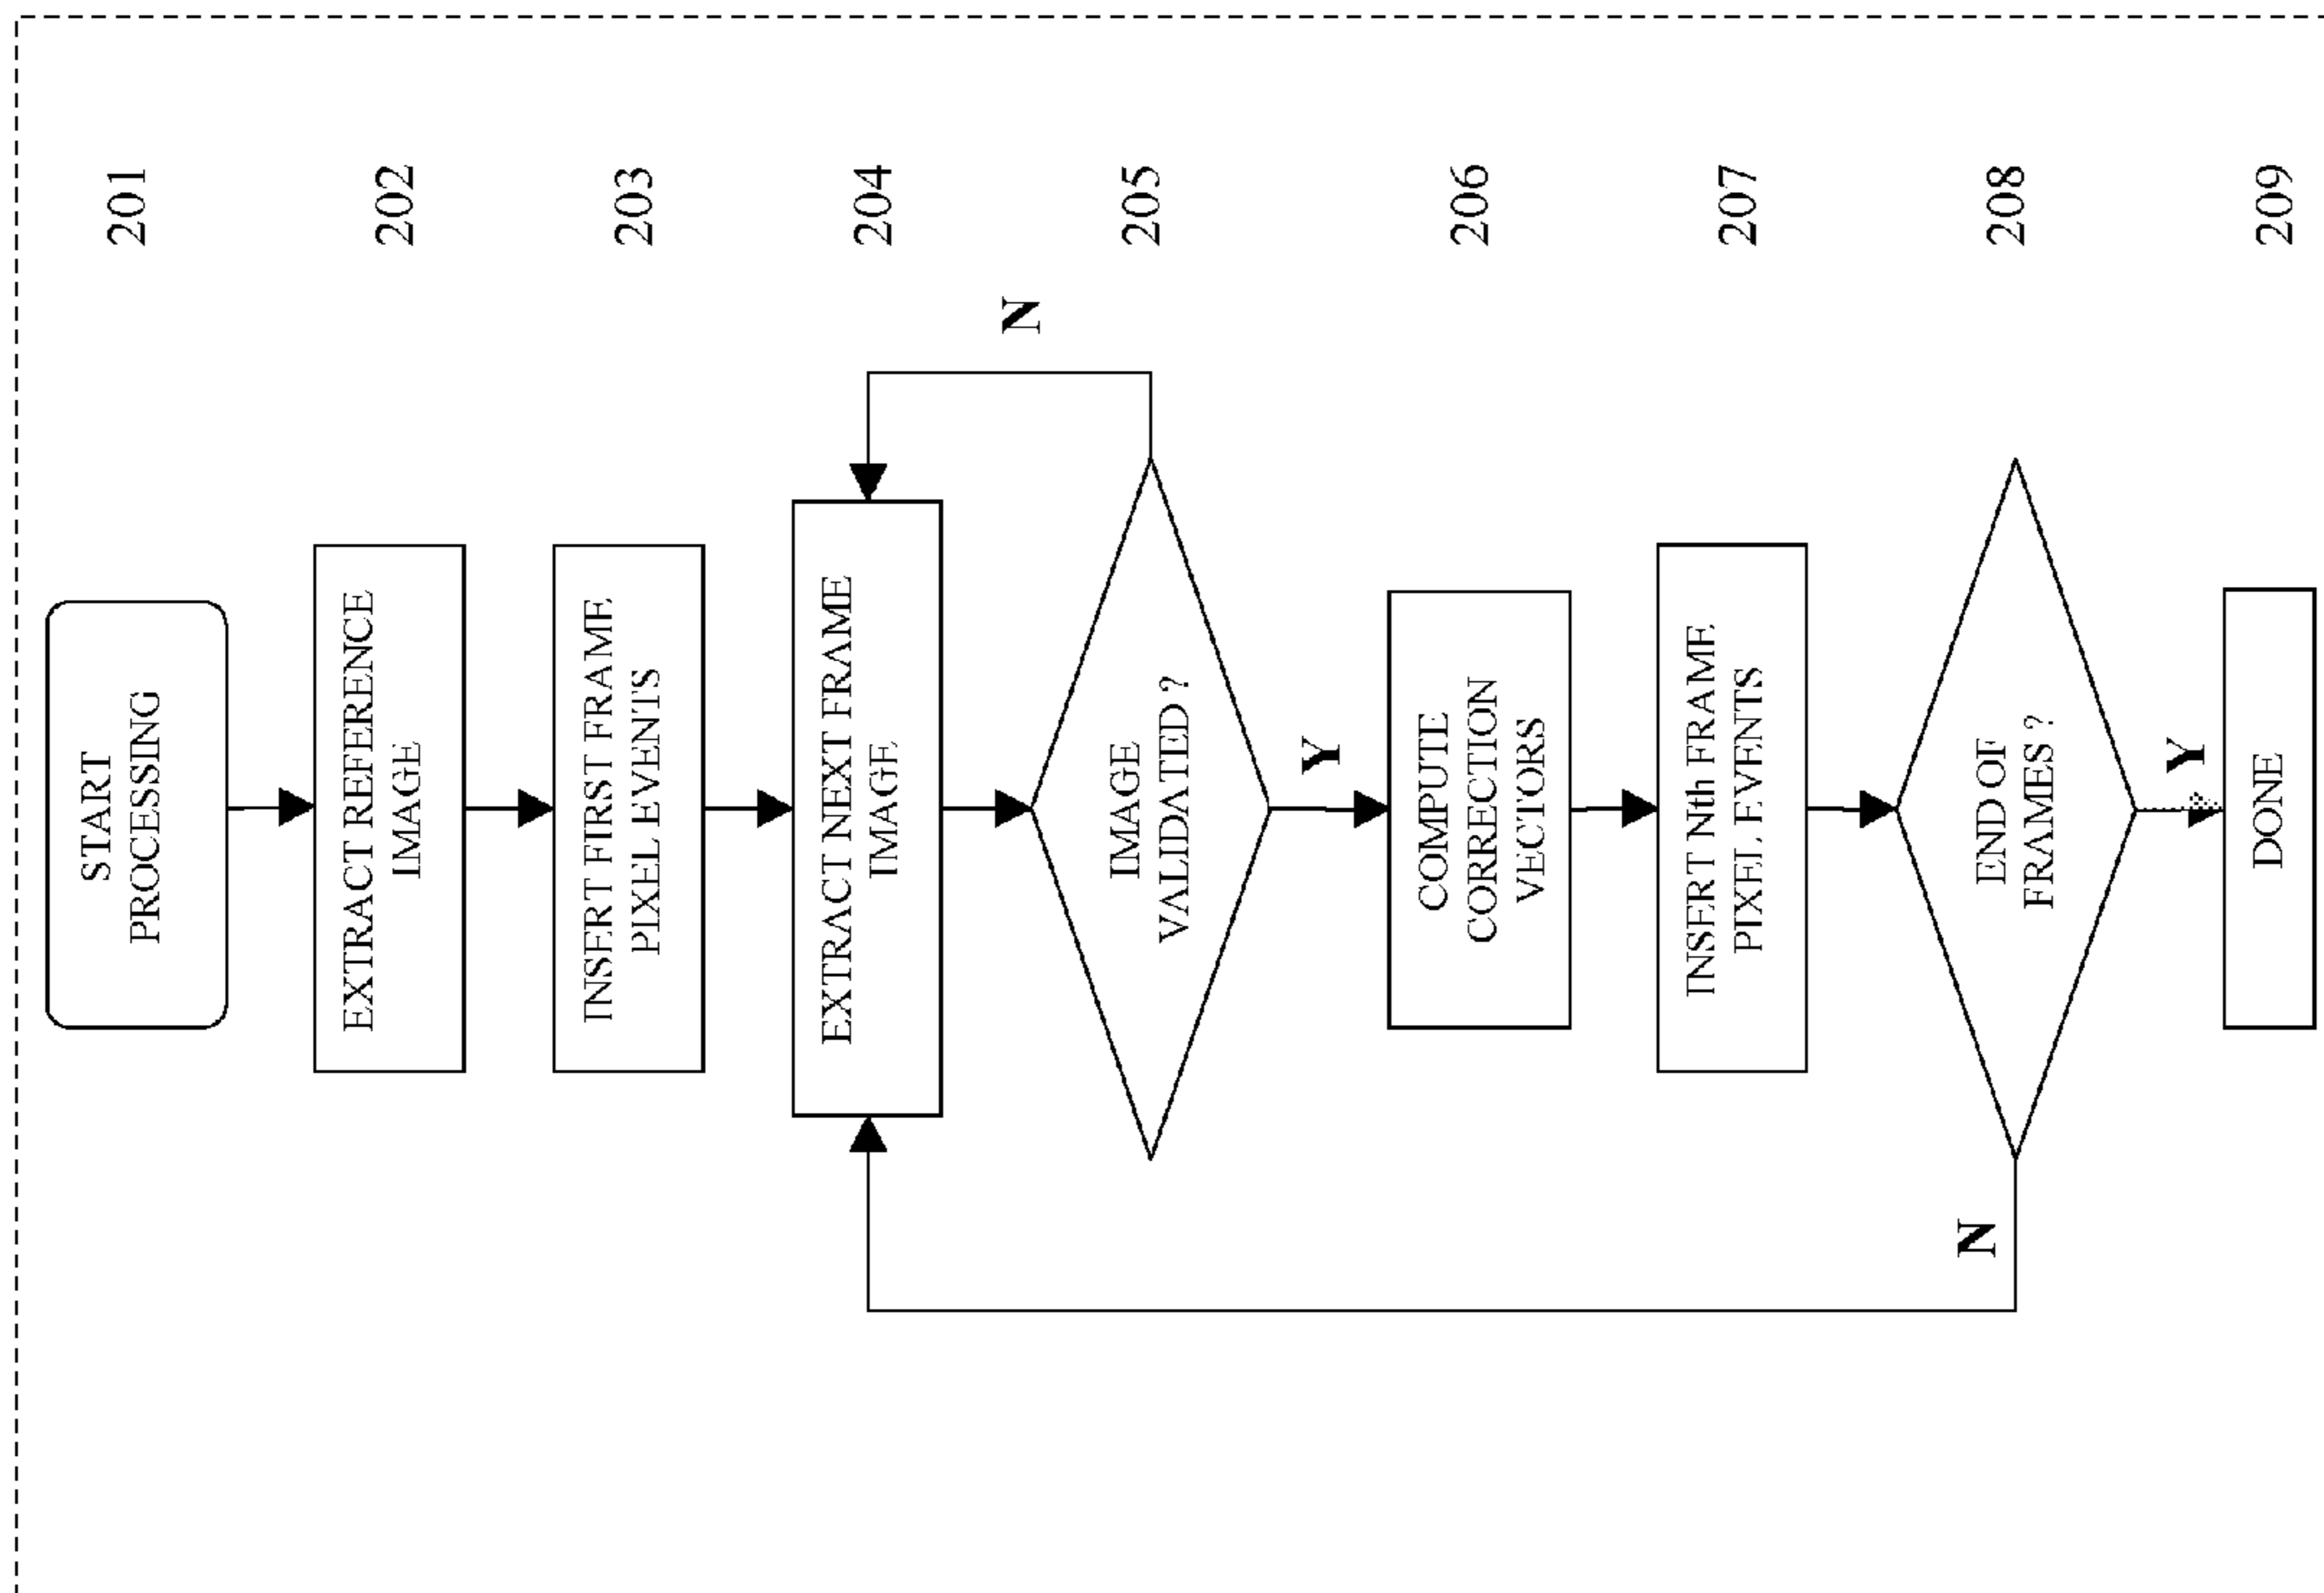 START
PROCESSING
201
EXTRACT REFERENCE
IMAGE
202
INSERT FIRST FRAME
PIXEL EVENTS
203
EXTRACT NEXT FRAME
IMAGE
204
N
IMAGE
VALIDATED ?
205
Y
COMPUTE
CORRECTION
VECTORS
206
INSERT Nth FRAME
PIXEL EVENTS
207
N
END OF
FRAMES ?
208
Y
DONE
209